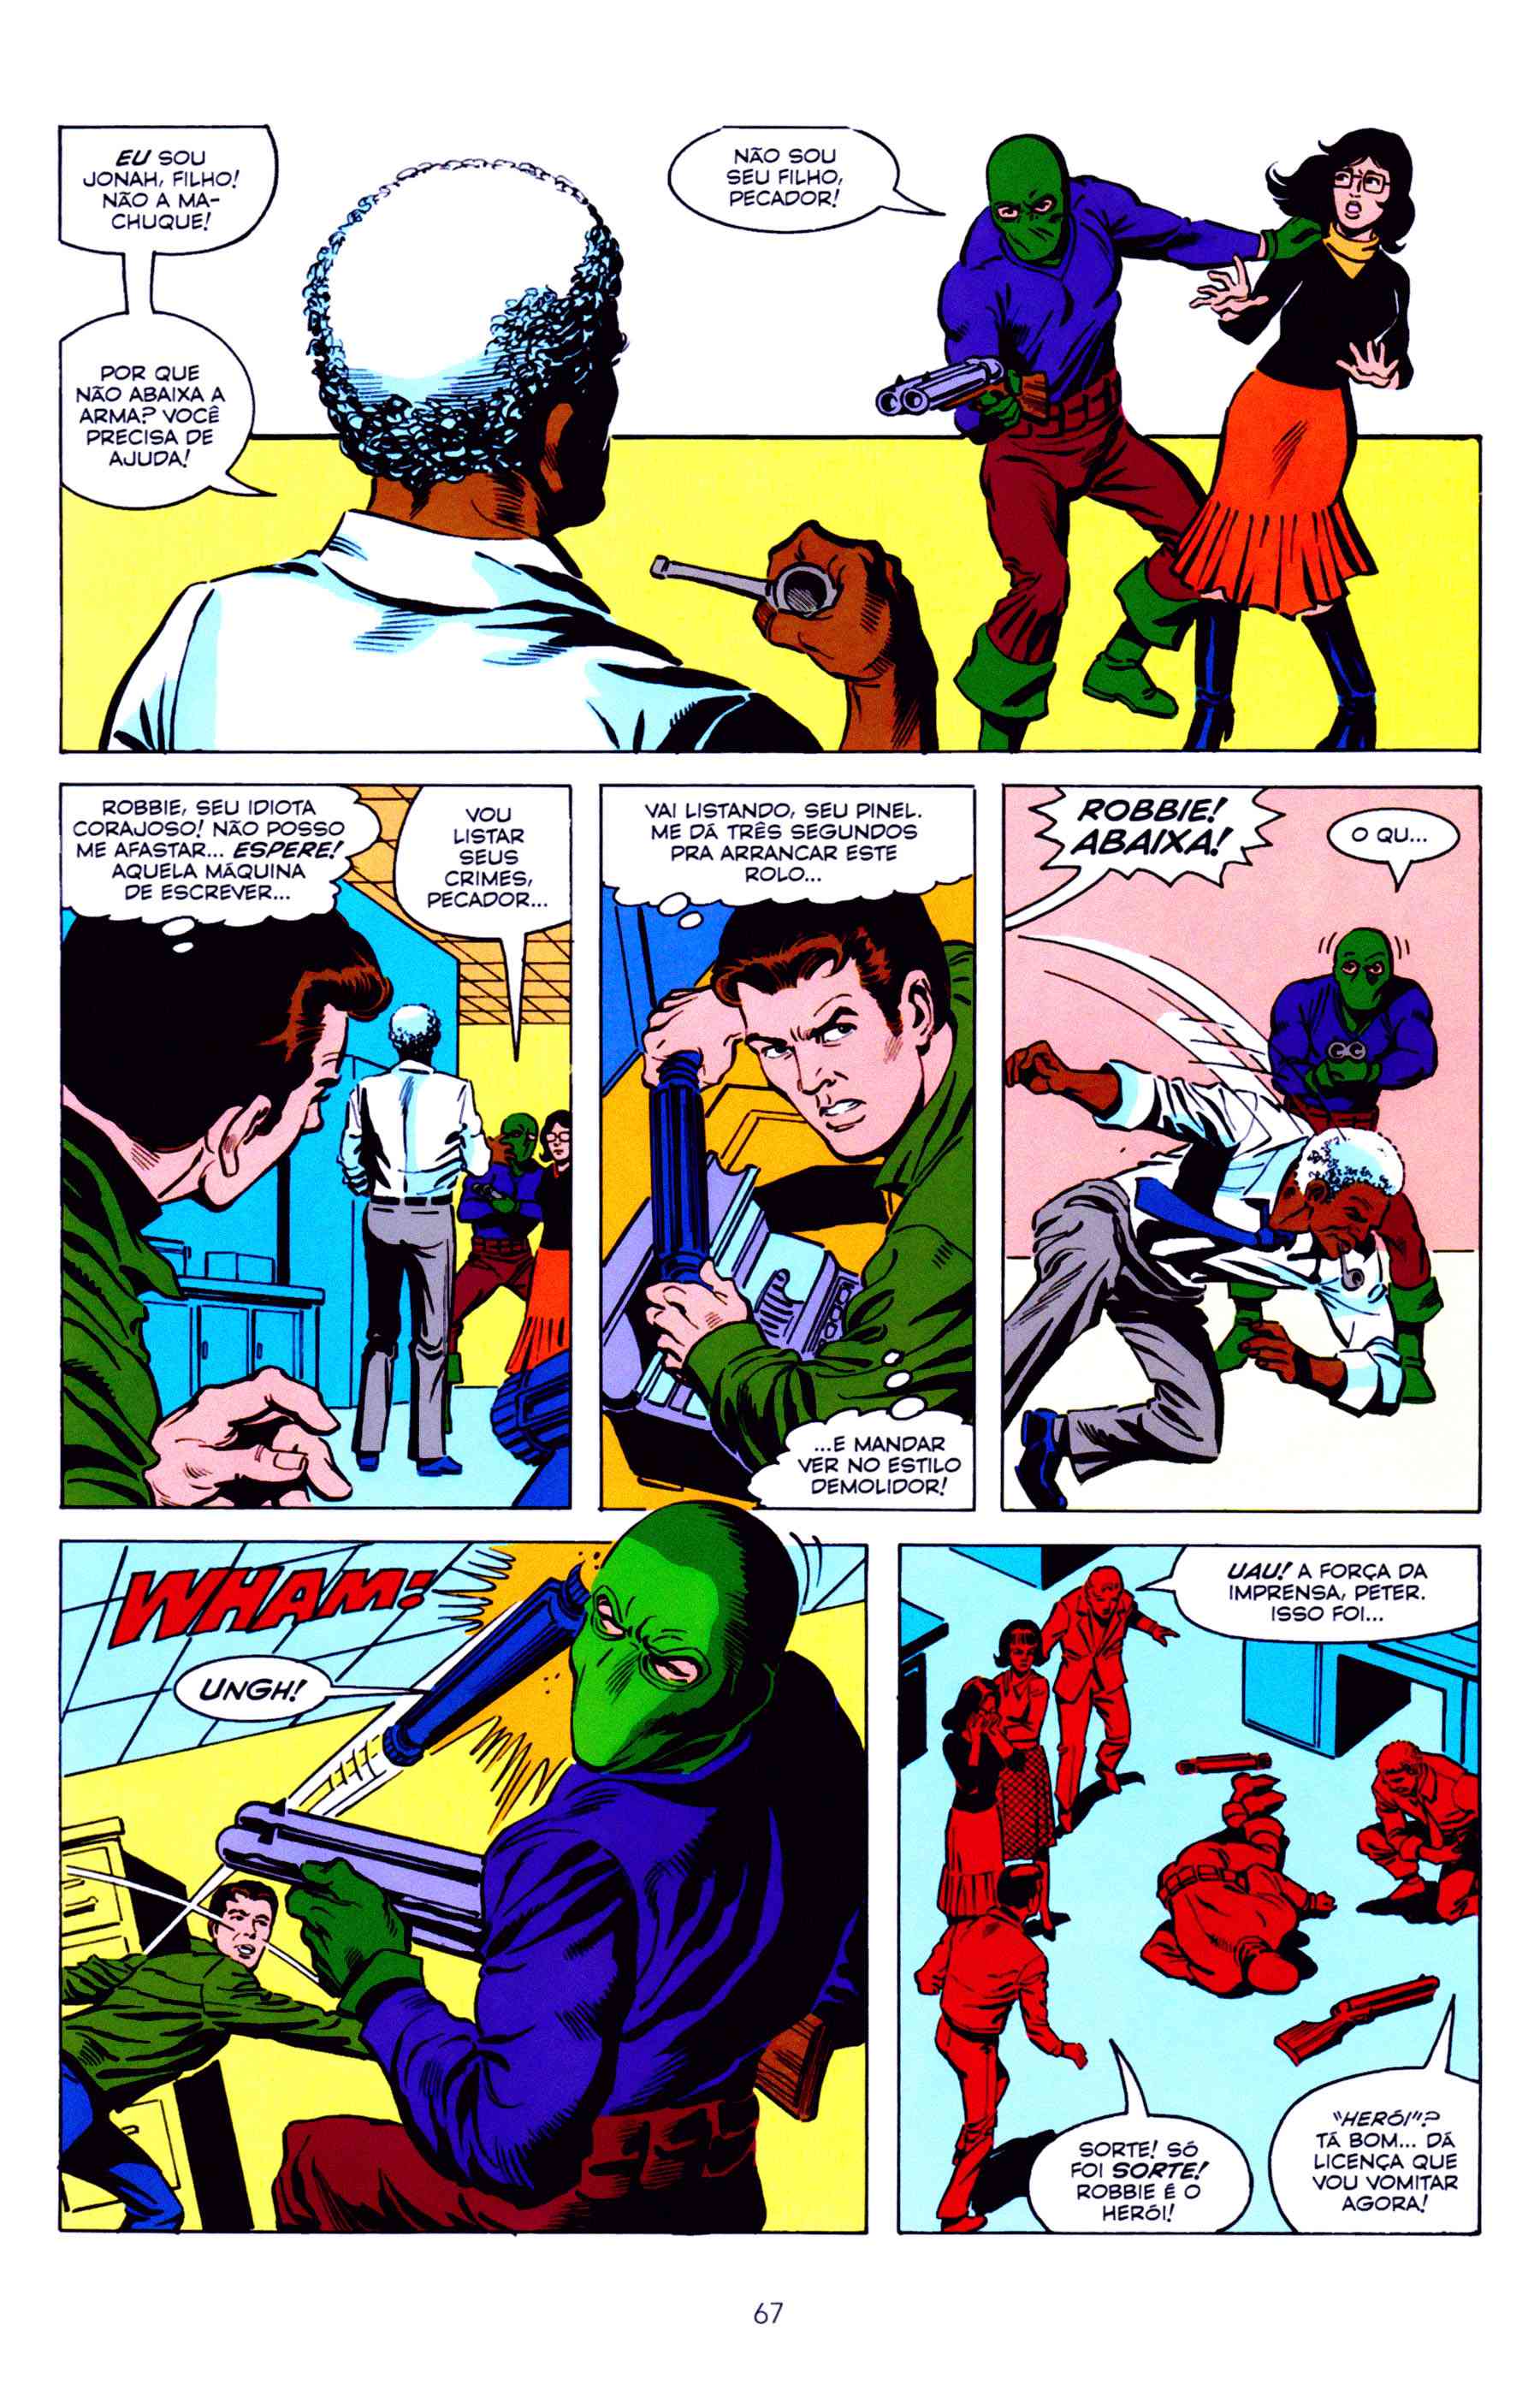 EU SOU
JONAH, FILHO!
NÃO A MA-
CHUQUE!
POR QUE
NÃO ABAIXA A
ARMA? VOCÊ
PRECISA DE
AJUDA!
NÃO SOU
SEU FILHO,
PECADOR!
ROBBIE, SEU IDIOTA
CORAJOSO! NÃO POSSO
ME AFASTAR... ESPERE!
AQUELA MÁQUINA
DE ESCREVER...
VOU
LISTAR
SEUS
CRIMES,
PECADOR...
VAI LISTANDO, SEU PINEL.
ME DÁ TRÊS SEGUNDOS
PRA ARRANCAR ESTE
ROLO...
...E MANDAR
VER NO ESTILO
DEMOLIDOR!
ROBBIE!
ABAIXA!
O QU...
WHAM!
UNGH!
UAU! A FORÇA DA
IMPRENSA, PETER.
ISSO FOI...
SORTE! SÓ
FOI SORTE!
ROBBIE É O
HERÓI!
"HERÓI"?
TÁ BOM... DÁ
LICENÇA QUE
VOU VOMITAR
AGORA!
67